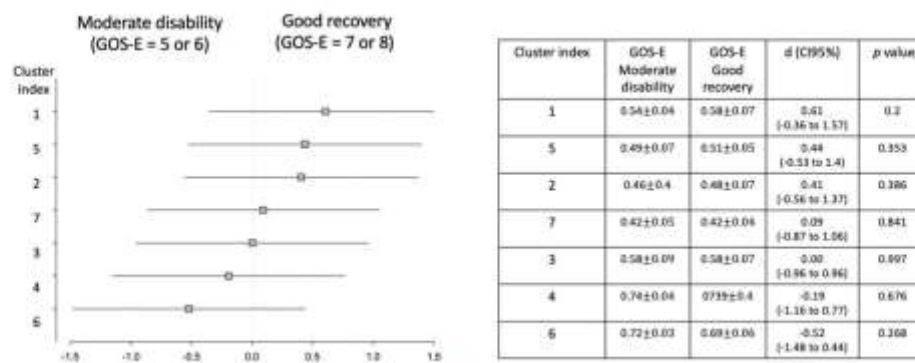 Moderate disability
(GOS-E = 5 or 6)
Good recovery
(GOS-E = 7 or 8)
Cluster
index
1
5
2
7
3
4
6
-1.5 -1.0 -0.5 0.0 0.5 1.0 1.5
Cluster index GOS-E Moderate disability GOS-E Good recovery d (CI95%) p value
1 0.54±0.04 0.58±0.07 0.61 0.2
(-0.36 to 1.57)
5 0.49±0.07 0.51±0.05 0.44 0.353
(-0.53 to 1.4)
2 0.46±0.4 0.48±0.07 0.41 0.386
(-0.56 to 1.37)
7 0.42±0.05 0.42±0.04 0.09 0.841
(-0.87 to 1.06)
3 0.58±0.09 0.58±0.07 0.00 0.997
(-0.96 to 0.96)
4 0.74±0.04 0739±0.4 -0.19 0.676
(-1.16 to 0.77)
6 0.72±0.03 0.69±0.06 -0.52 0.268
(-1.48 to 0.44)